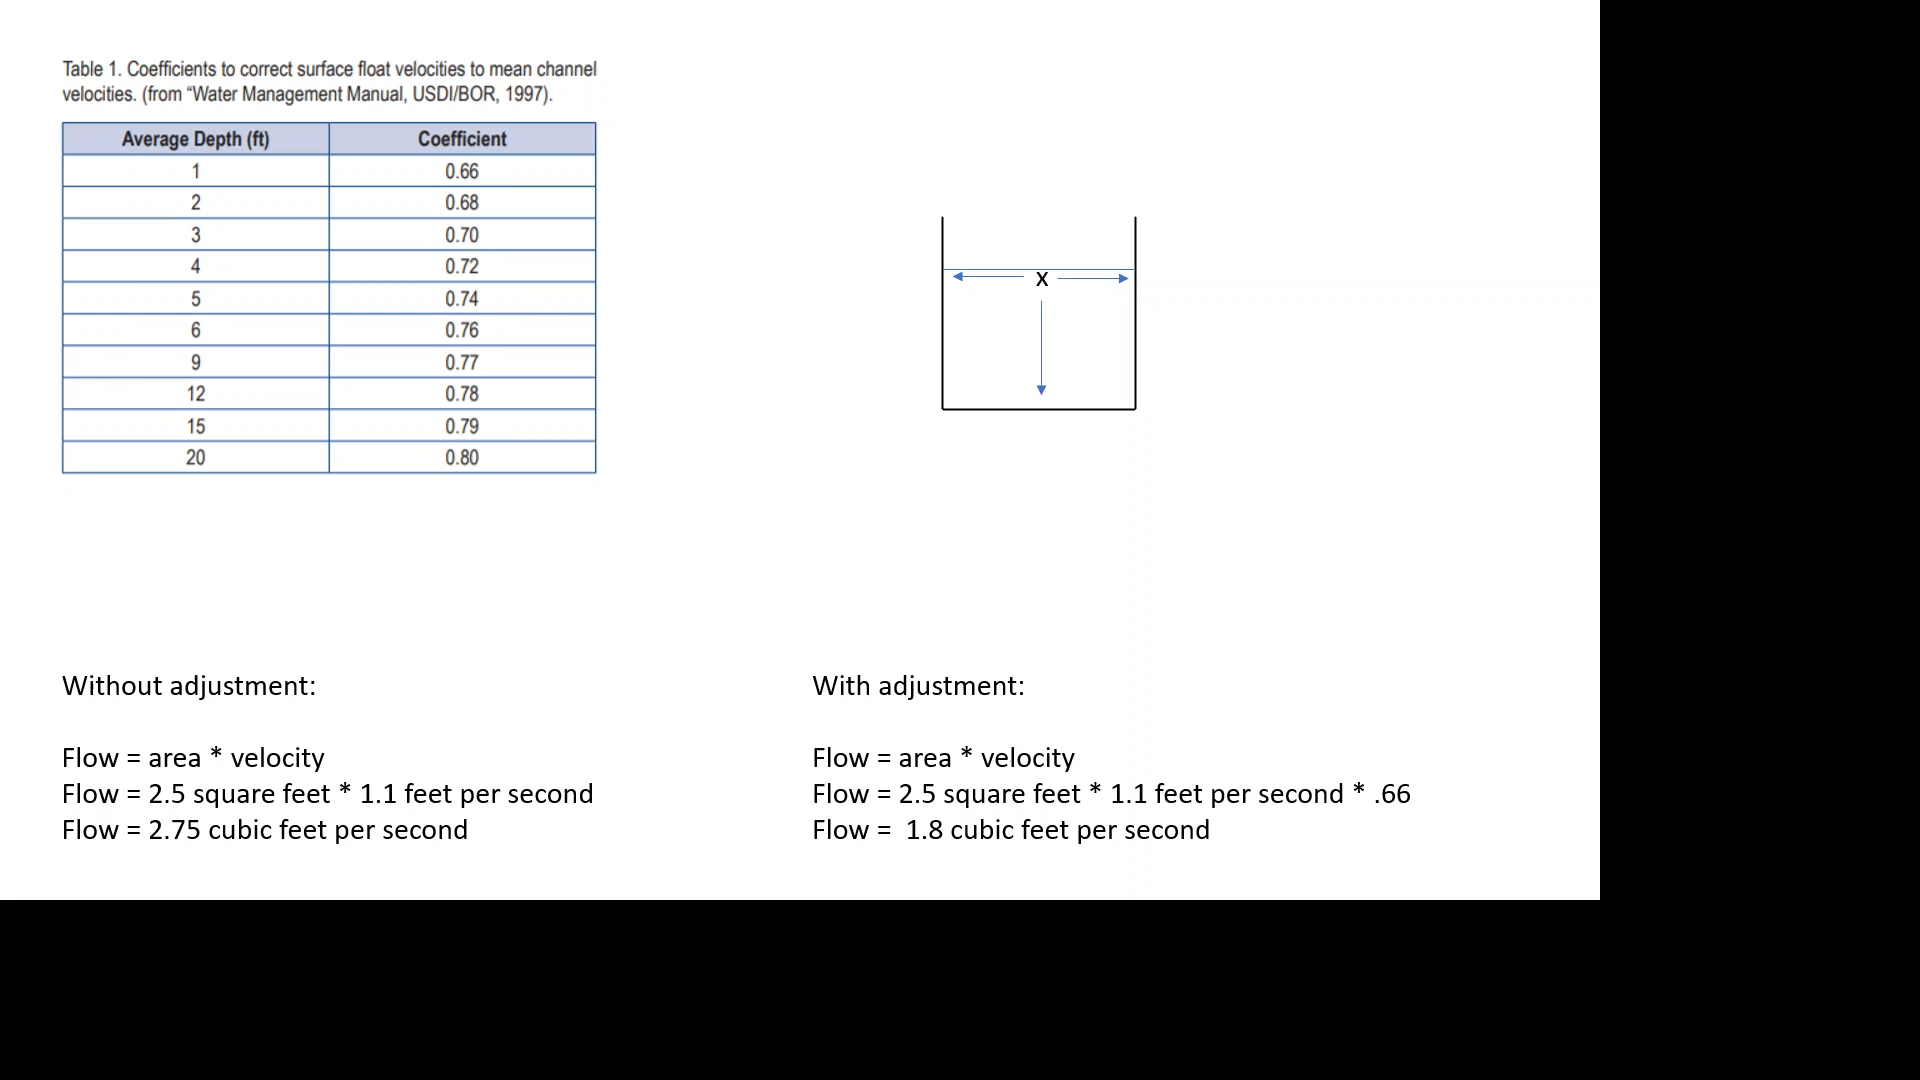 Table 1. Coefficients to correct surface float velocities to mean channel
velocities. (from “Water Management Manual, USDI/BOR, 1997).
Average Depth (ft) Coefficient
1 0.66
2 0.68
3 0.70
4 0.72
5 0.74
6 0.76
9 0.77
12 0.78
15 0.79
20 0.80
X
Without adjustment:
Flow = area * velocity
Flow = 2.5 square feet * 1.1 feet per second
Flow = 2.75 cubic feet per second
With adjustment:
Flow = area * velocity
Flow = 2.5 square feet * 1.1 feet per second * .66
Flow =  1.8 cubic feet per second